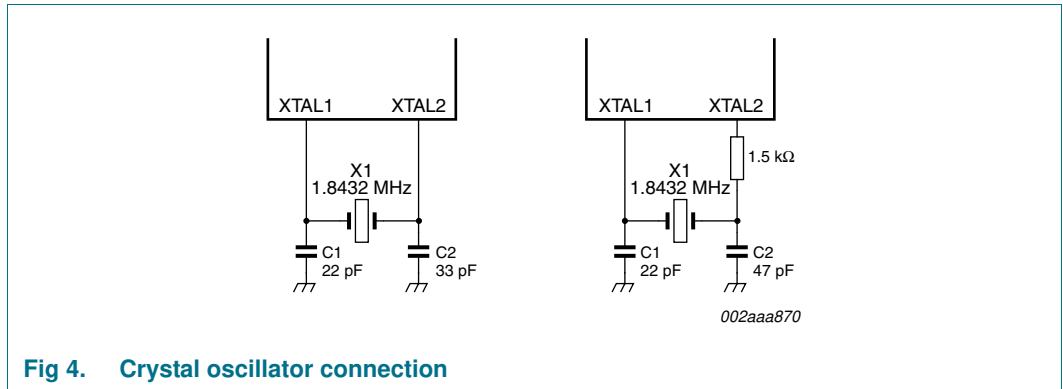 XTAL1 XTAL2
X1
1.8432 MHz
C1
22 pF
C2
33 pF
XTAL1 XTAL2
1.5 kΩ
X1
1.8432 MHz
C1
22 pF
C2
47 pF
002aaa870
Fig 4. Crystal oscillator connection